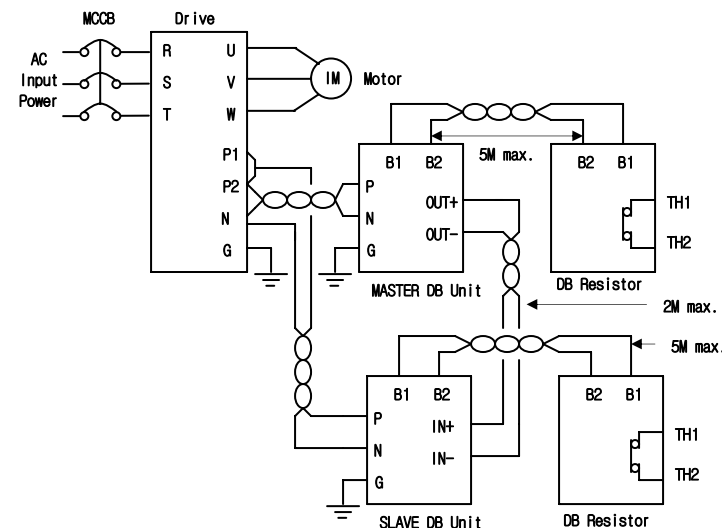 MCCB
Drive
AC
Input
Power
R
S
T
U
V
W
IM
Motor
P1
P2
N
G
B1
B2
5M max.
B2
B1
P
N
G
OUT+
OUT-
TH1
TH2
MASTER DB Unit
DB Resistor
2M max.
5M max.
B1
B2
B2
B1
P
N
G
IN+
IN-
TH1
TH2
SLAVE DB Unit
DB Resistor